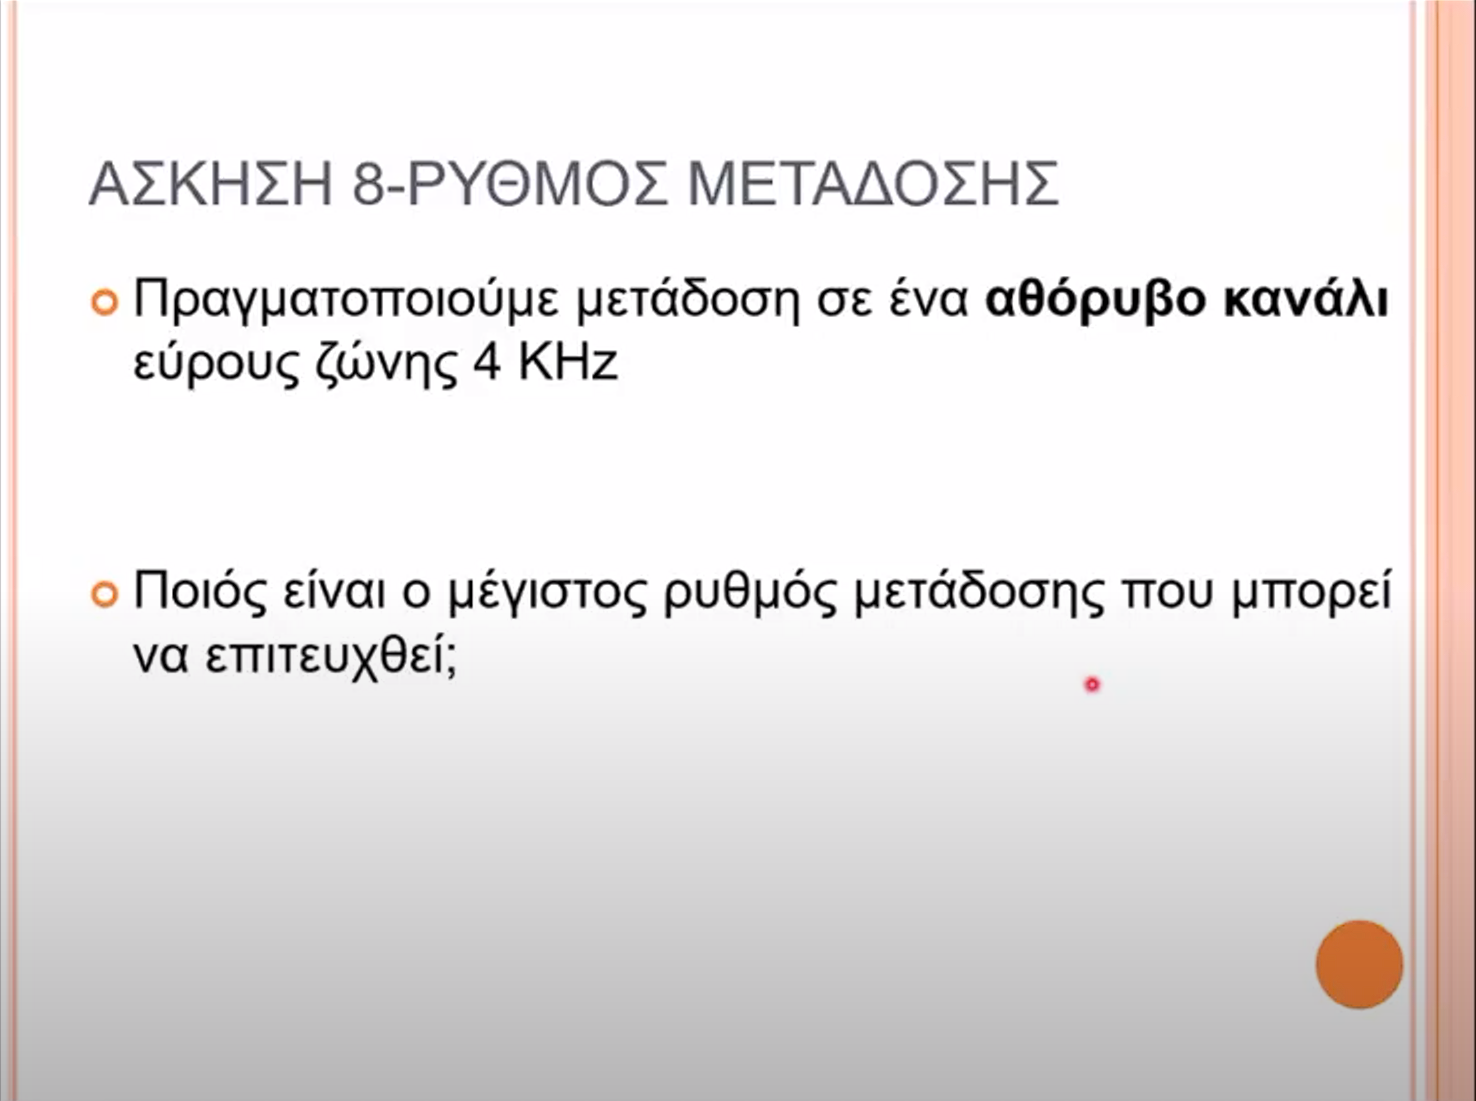 ΑΣΚΗΣΗ 8-ΡΥΘΜΟΣ ΜΕΤΑΔΟΣΗΣ
Πραγματοποιούμε μετάδοση σε ένα αθόρυβο κανάλι
εύρους ζώνης 4 KHz
Ποιός είναι ο μέγιστος ρυθμός μετάδοσης που μπορεί
να επιτευχθεί;